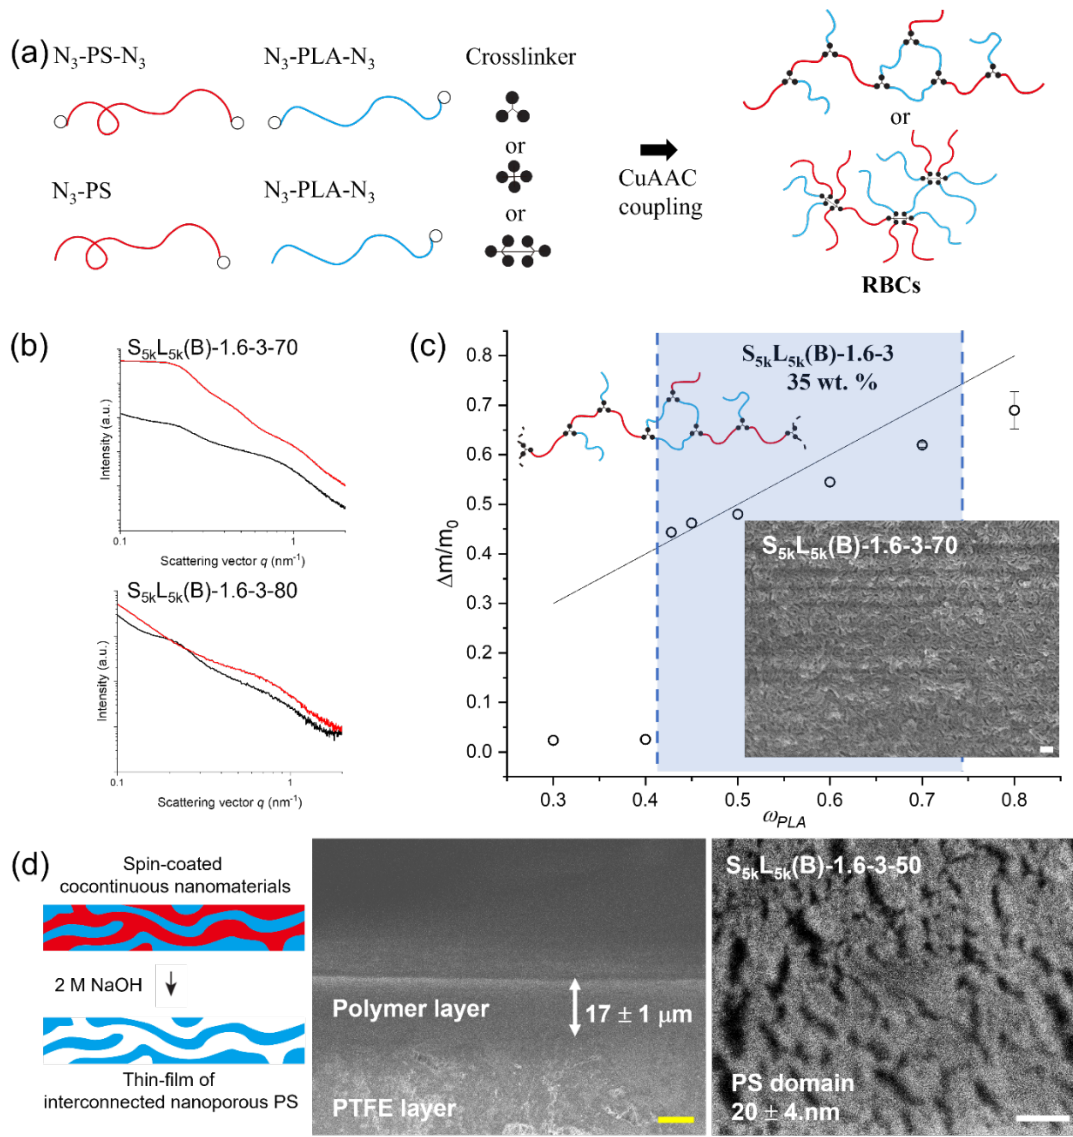 (a)
N3-PS-N3
N3-PLA-N3
Crosslinker
or
or
N3-PS
N3-PLA-N3
CuAAC
coupling
or
RBCs
(b)
S5kL5k(B)-1.6-3-70
Intensity (a.u.)
0.1
1
Scattering vector q (nm-1)
S5kL5k(B)-1.6-3-80
Intensity (a.u.)
0.1
1
Scattering vector q (nm-1)
(c)
S5kL5k(B)-1.6-3
35 wt. %
Δm/m0
0.8
0.7
0.6
0.5
0.4
0.3
0.2
0.1
0.0
S5kL5k(B)-1.6-3-70
0.3
0.4
0.5
0.6
0.7
0.8
ωPLA
(d)
Spin-coated
cocontinuous nanomaterials
2 M NaOH
Thin-film of
interconnected nanoporous PS
Polymer layer
17 ± 1 μm
PTFE layer
S5kL5k(B)-1.6-3-50
PS domain
20 ± 4.nm